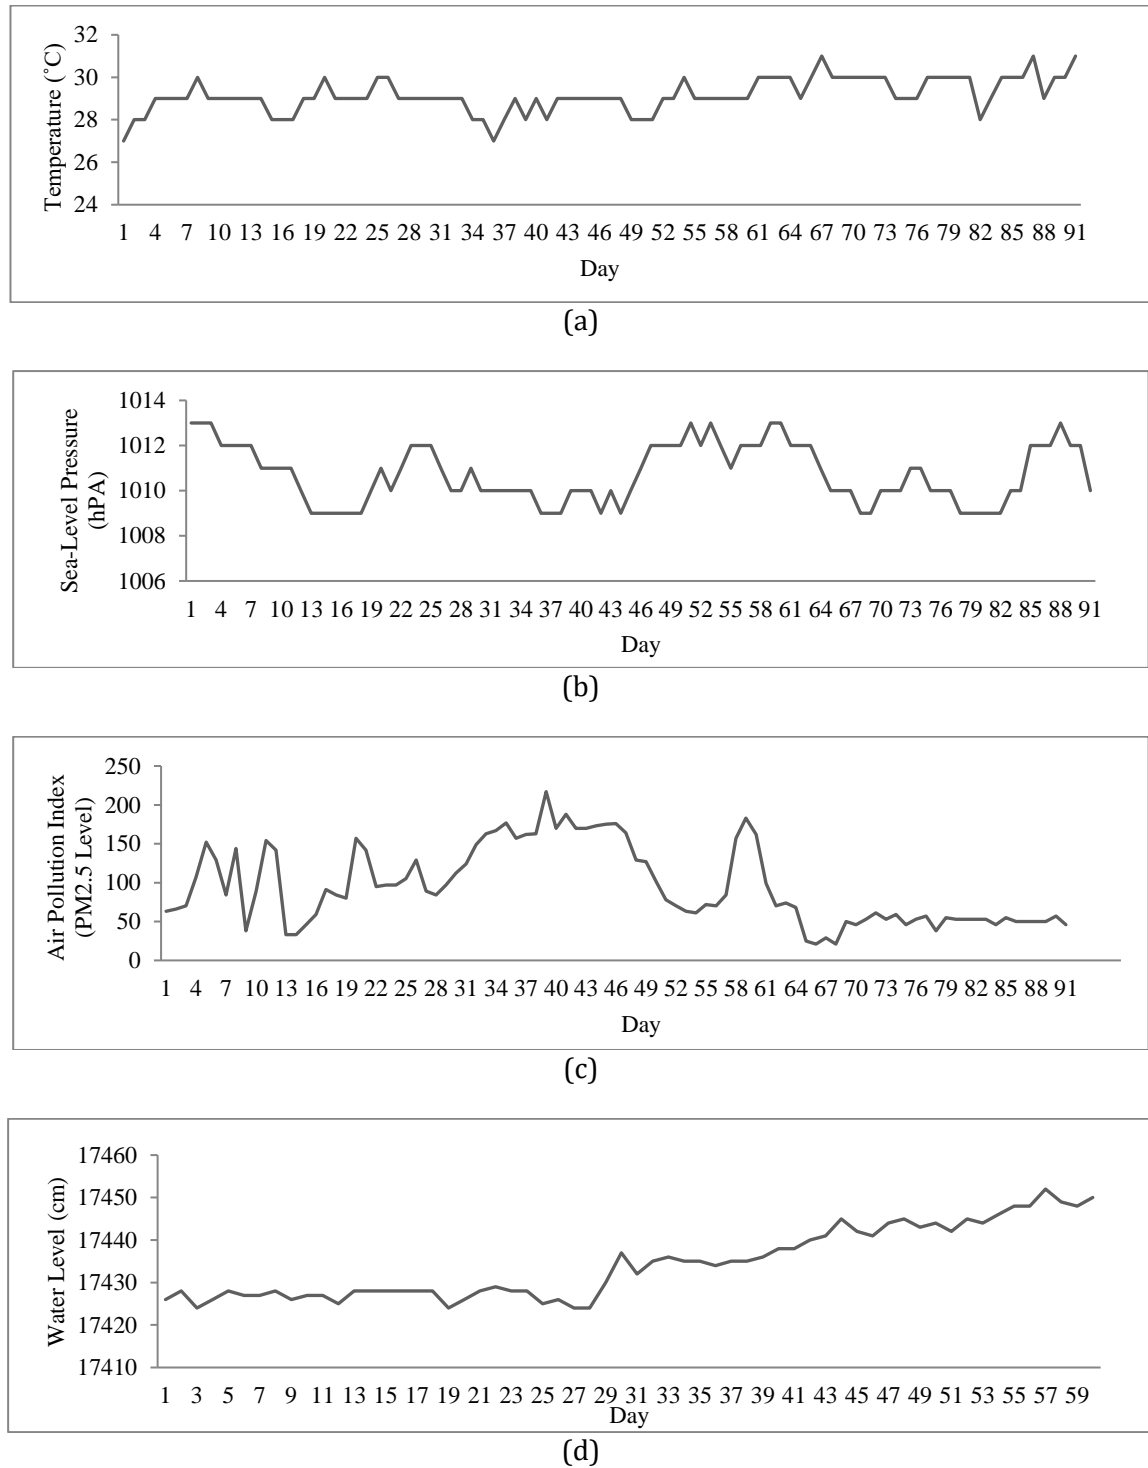 32
30
28
26
24
Temperature (˚C)
1 4 7 10 13 16 19 22 25 28 31 34 37 40 43 46 49 52 55 58 61 64 67 70 73 76 79 82 85 88 91
Day
(a)
1014
1012
1010
1008
1006
Sea-Level Pressure
(hPA)
1 4 7 10 13 16 19 22 25 28 31 34 37 40 43 46 49 52 55 58 61 64 67 70 73 76 79 82 85 88 91
Day
(b)
250
200
150
100
50
0
Air Pollution Index
(PM2.5 Level)
1 4 7 10 13 16 19 22 25 28 31 34 37 40 43 46 49 52 55 58 61 64 67 70 73 76 79 82 85 88 91
Day
(c)
17460
17450
17440
17430
17420
17410
Water Level (cm)
1 3 5 7 9 11 13 15 17 19 21 23 25 27 29 31 33 35 37 39 41 43 45 47 49 51 53 55 57 59
Day
(d)